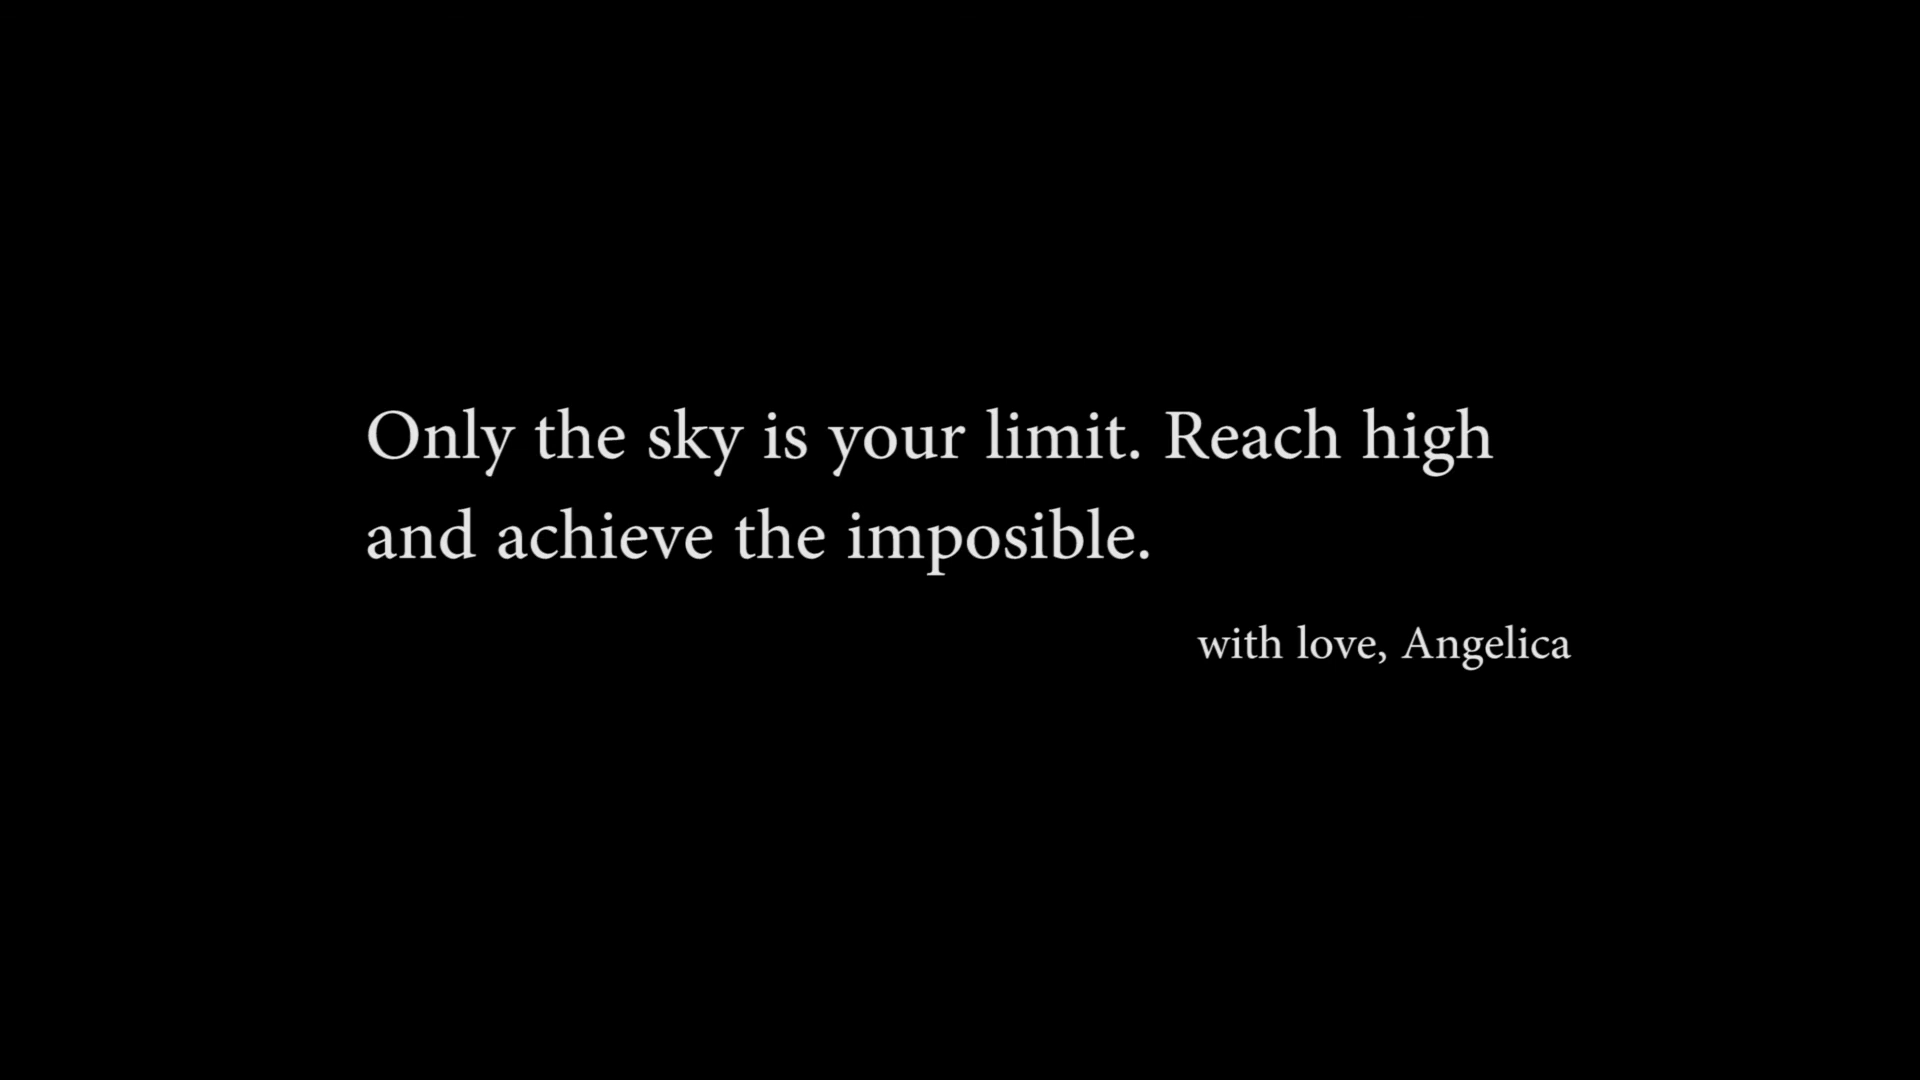 Only the sky is your limit. Reach high
and achieve the imposible.
with love, Angelica